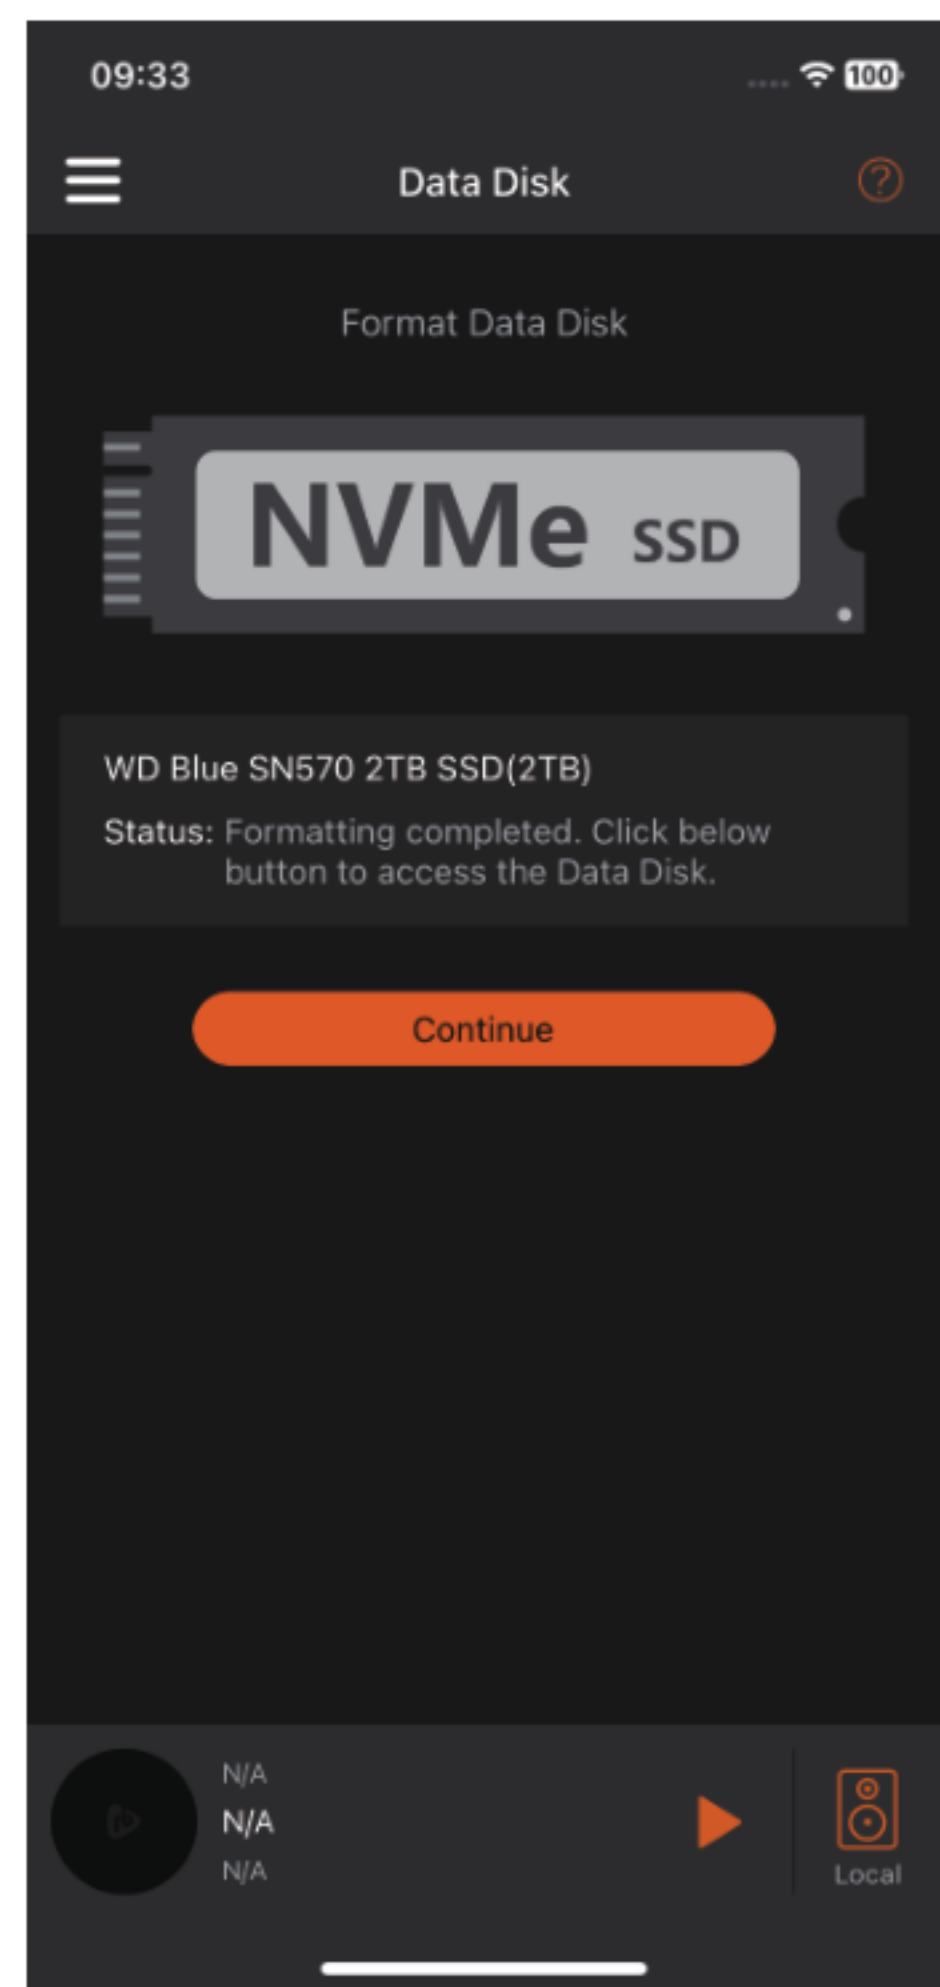 09:33
100
Data Disk
?
Format Data Disk
NVMe SSD
WD Blue SN570 2TB SSD(2TB)
Status: Formatting completed. Click below
button to access the Data Disk.
Continue
N/A
N/A
N/A
Local